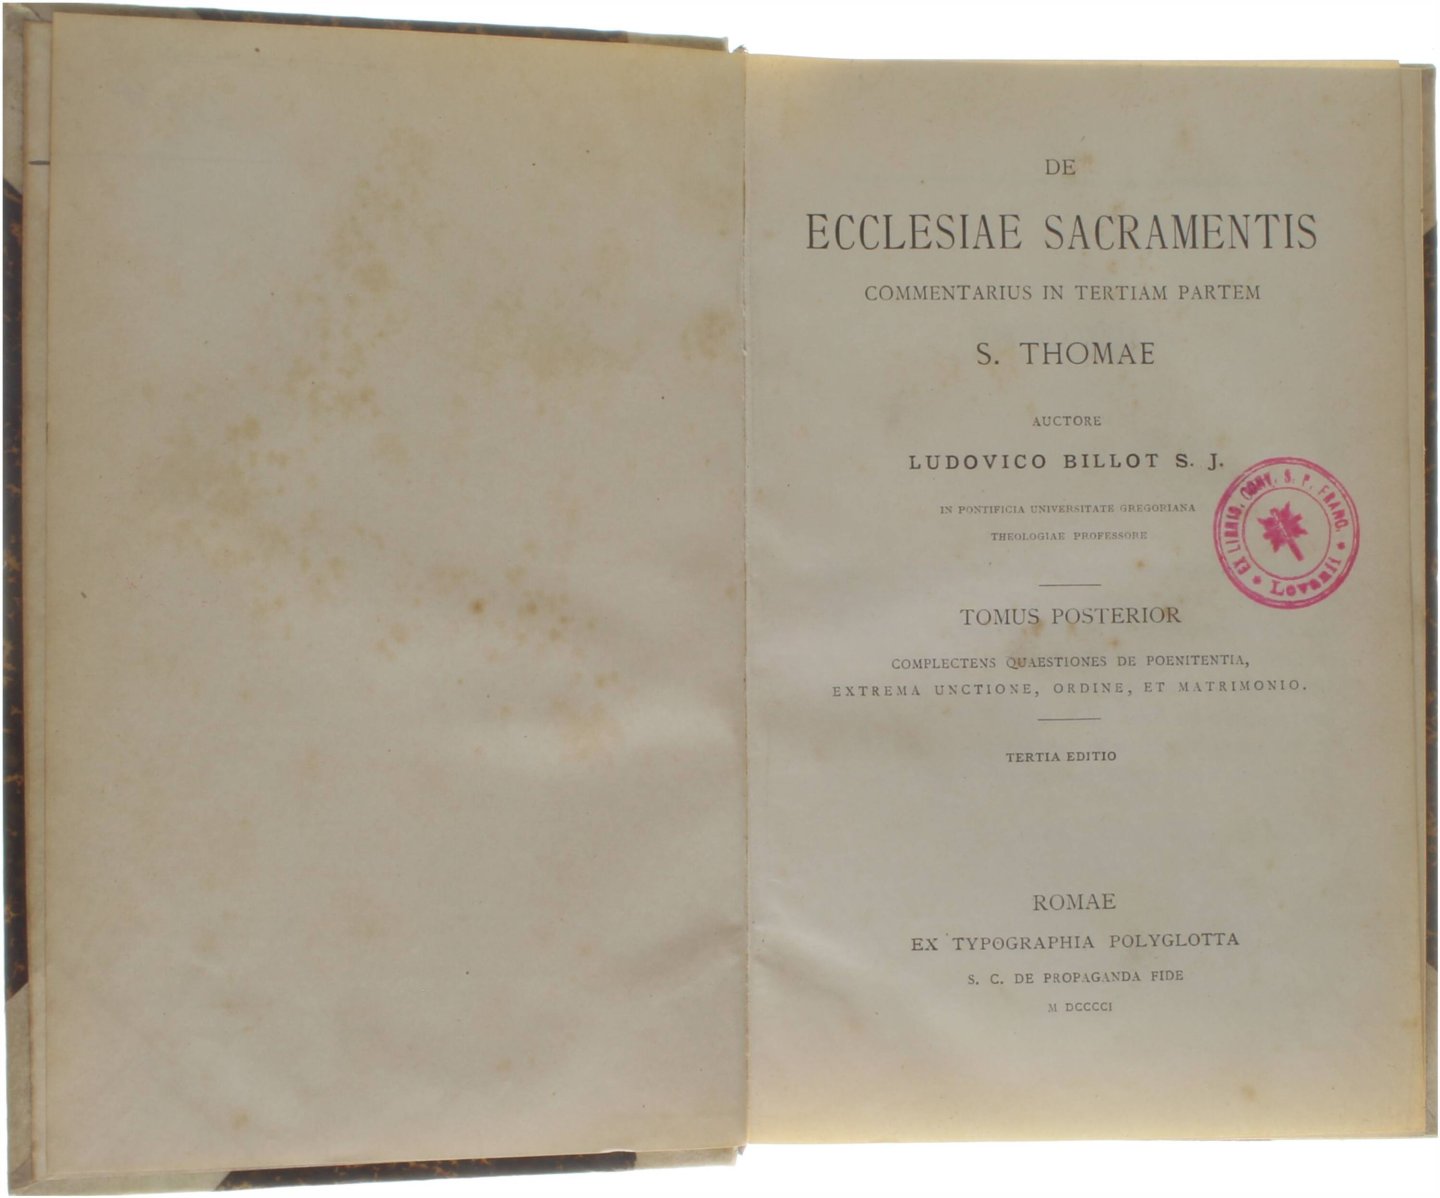 DE
ECCLESIAE SACRAMENTIS
COMMENTARIUS IN TERTIAM PARTEM
S. THOMAE
AUCTORE
LUDOVICO BILLOT S. J.
IN PONTIFICIA UNIVERSITATE GREGORIANA
THEOLOGIAE PROFESSORE
EX LIBRIS. CONV. S. P. FRANC.
Lovanii
TOMUS POSTERIOR
COMPLECTENS QUAESTIONES DE POENITENTIA,
EXTREMA UNCTIONE, ORDINE, ET MATRIMONIO.
TERTIA EDITIO
ROMAE
EX TYPOGRAPHIA POLYGLOTTA
S. C. DE PROPAGANDA FIDE
M DCCCCI